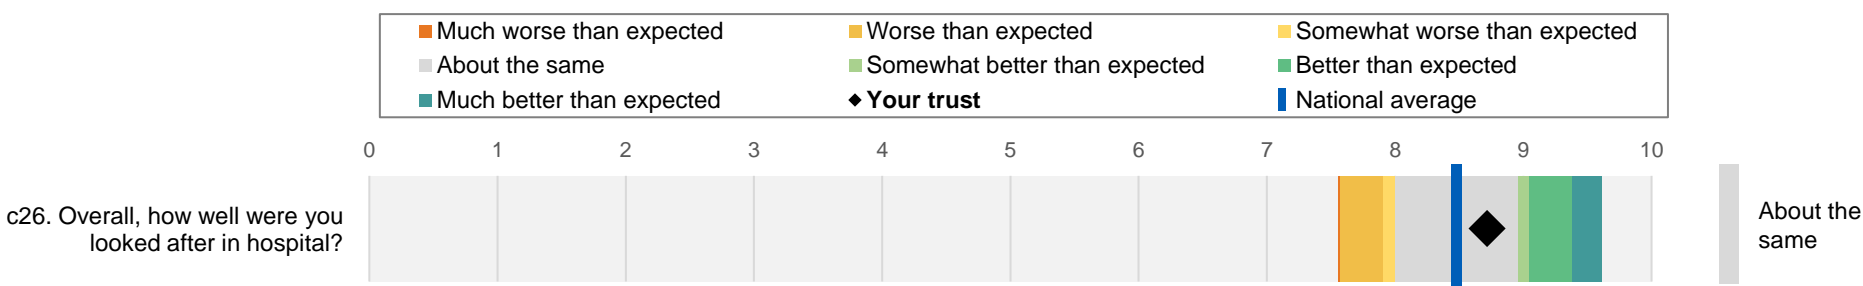 Much worse than expected
Worse than expected
Somewhat worse than expected
About the same
Somewhat better than expected
Better than expected
Much better than expected
Your trust
National average
0 1 2 3 4 5 6 7 8 9 10
c26. Overall, how well were you
looked after in hospital?
About the
same